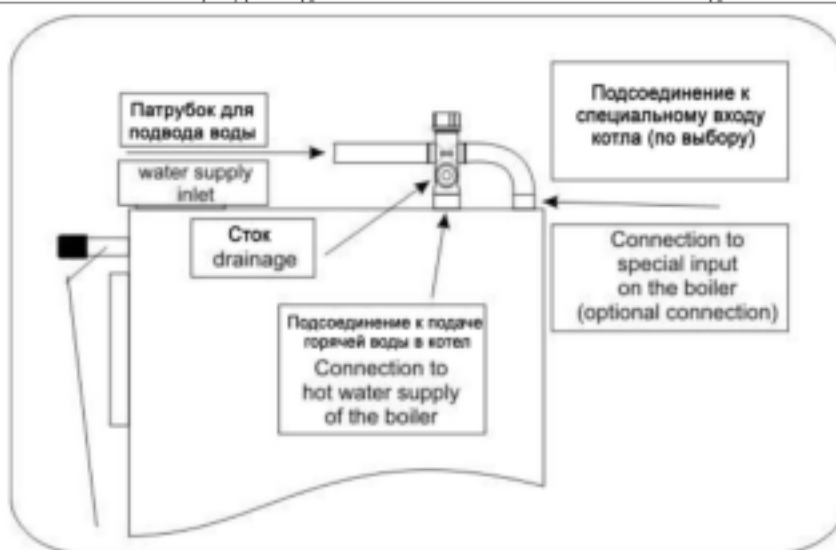 Патрубок для
подвода воды
water supply
inlet
Подсоединение к
специальному входу
котла (по выбору)
Сток
drainage
Connection to
special input
on the boiler
(optional connection)
Подсоединение к подаче
горячей воды в котел
Connection to
hot water supply
of the boiler